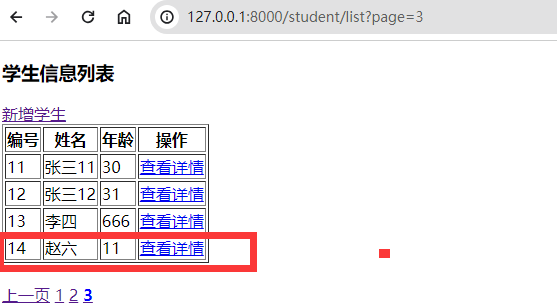 127.0.0.1:8000/student/list?page=3
学生信息列表
新增学生
编号 姓名 年龄 操作
11 张三11 30 查看详情
12 张三12 31 查看详情
13 李四 666 查看详情
14 赵六 11 查看详情
上一页 1 2 3